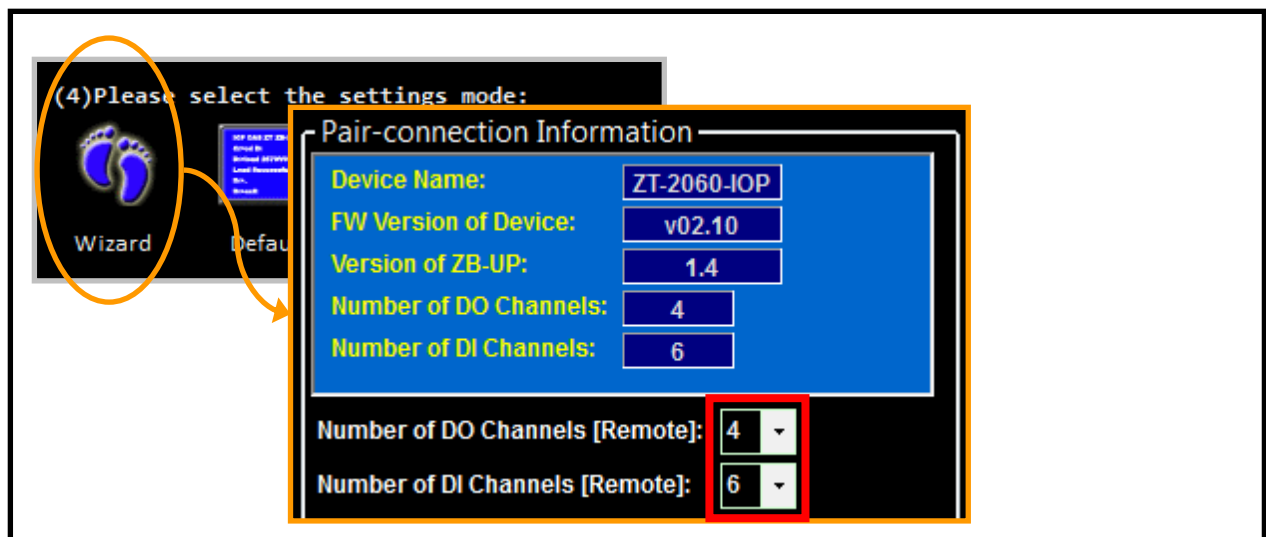 (4)Please select the settings mode:
Wizard
Defau
Pair-connection Information
Device Name: ZT-2060-IOP
FW Version of Device: v02.10
Version of ZB-UP: 1.4
Number of DO Channels: 4
Number of DI Channels: 6
Number of DO Channels [Remote]: 4
Number of DI Channels [Remote]: 6